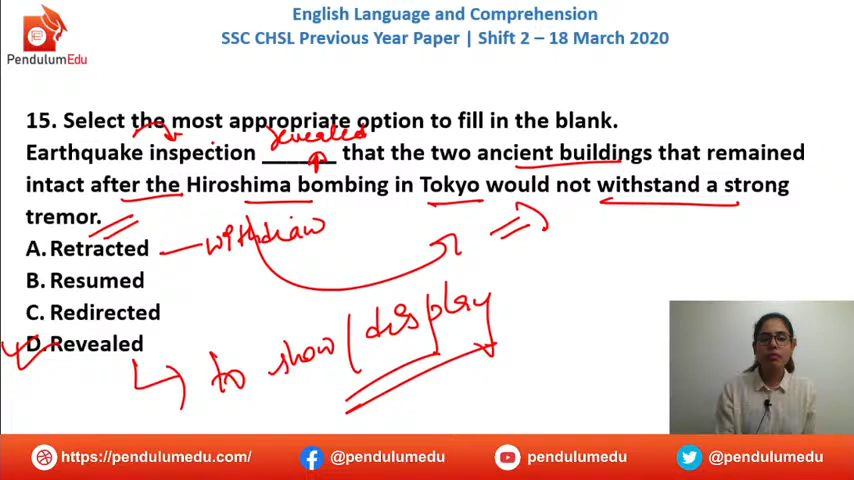 English Language and Comprehension
SSC CHSL Previous Year Paper | Shift 2 – 18 March 2020
PendulumEdu
15. Select the most appropriate option to fill in the blank.
revealed
Earthquake inspection ______ that the two ancient buildings that remained
intact after the Hiroshima bombing in Tokyo would not withstand a strong
tremor.
A. Retracted
withdraw
B. Resumed
C. Redirected
D. Revealed
to show / display
https://pendulumedu.com/
@pendulumedu
pendulumedu
@pendulumedu